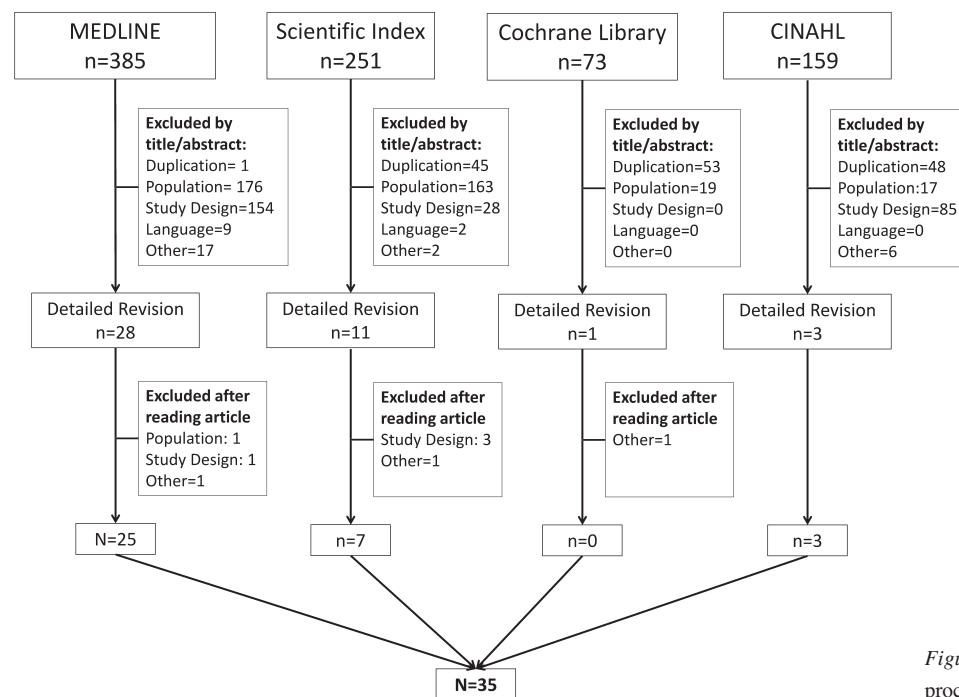 MEDLINE
n=385
Scientific Index
n=251
Cochrane Library
n=73
CINAHL
n=159
Excluded by
title/abstract:
Duplication= 1
Population= 176
Study Design=154
Language=9
Other=17
Excluded by
title/abstract:
Duplication=45
Population=163
Study Design=28
Language=2
Other=2
Excluded by
title/abstract:
Duplication=53
Population=19
Study Design=0
Language=0
Other=0
Excluded by
title/abstract:
Duplication=48
Population:17
Study Design=85
Language=0
Other=6
Detailed Revision
n=28
Detailed Revision
n=11
Detailed Revision
n=1
Detailed Revision
n=3
Excluded after
reading article
Population: 1
Study Design: 1
Other=1
Excluded after
reading article
Study Design: 3
Other=1
Excluded after
reading article
Other=1
N=25
n=7
n=0
n=3
N=35